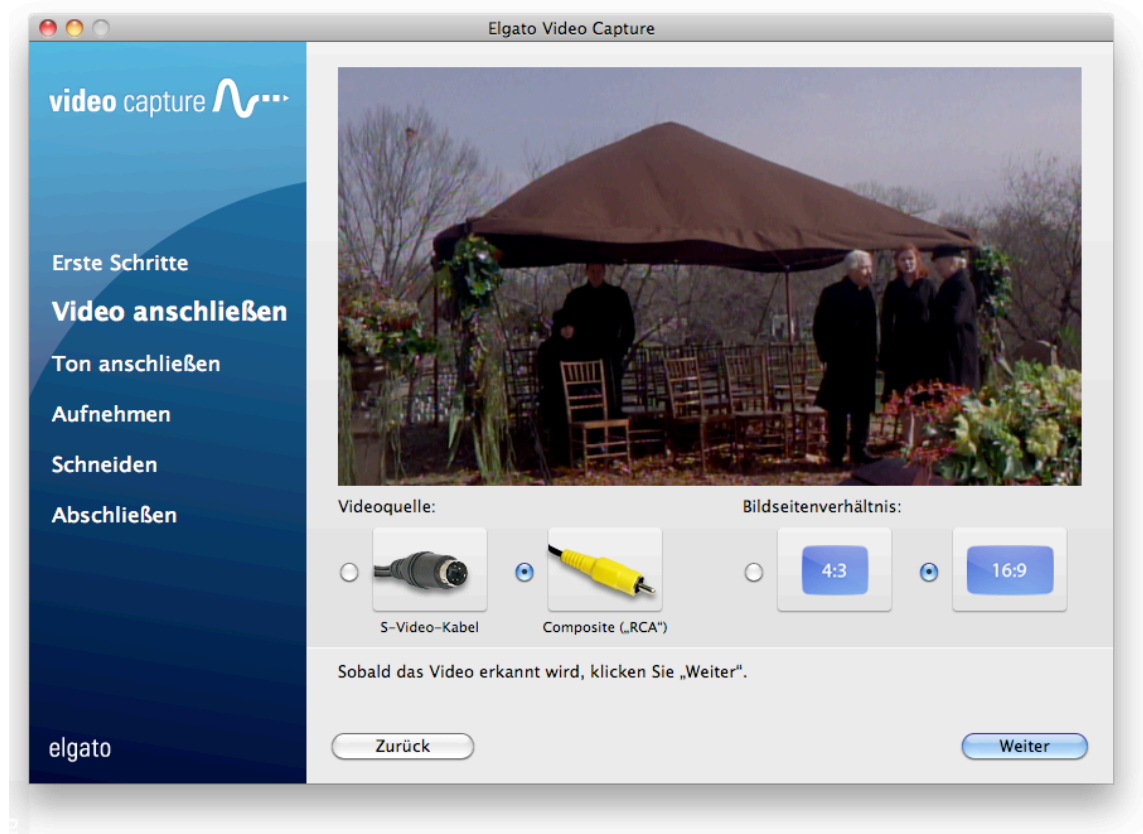 Elgato Video Capture
video capture
Erste Schritte
Video anschließen
Ton anschließen
Aufnehmen
Schneiden
Abschließen
elgato
Videoquelle:
Bildseitenverhältnis:
4:3
16:9
S-Video-Kabel
Composite („RCA“)
Sobald das Video erkannt wird, klicken Sie „Weiter“.
Zurück
Weiter